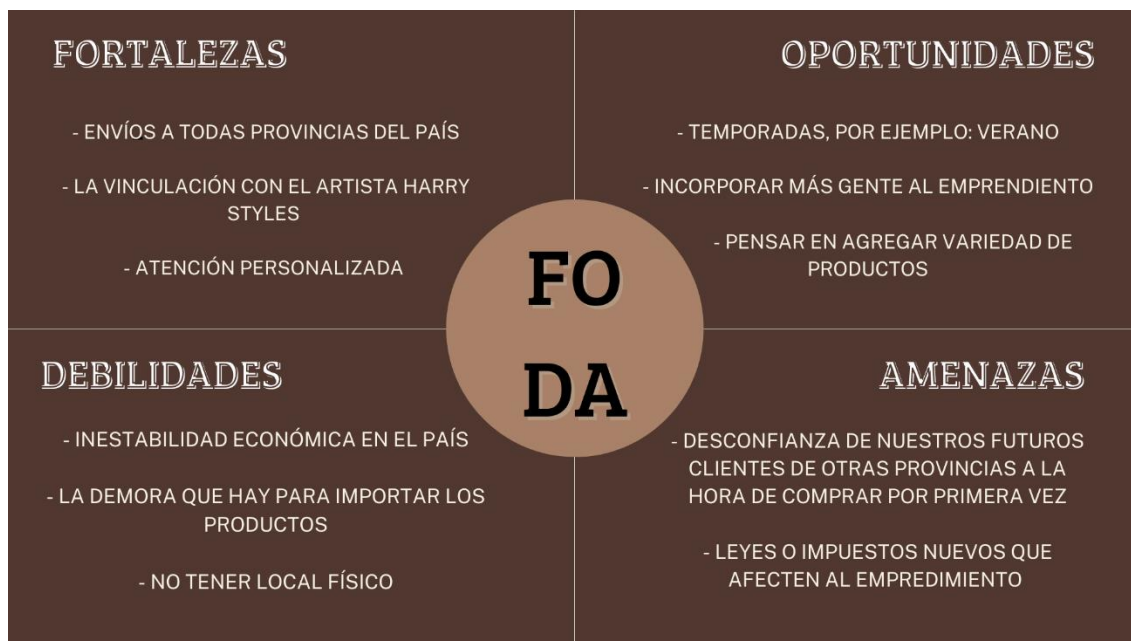 FORTALEZAS
- ENVÍOS A TODAS PROVINCIAS DEL PAÍS
- LA VINCULACIÓN CON EL ARTISTA HARRY
STYLES
- ATENCIÓN PERSONALIZADA
OPORTUNIDADES
- TEMPORADAS, POR EJEMPLO: VERANO
- INCORPORAR MÁS GENTE AL EMPRENDIENTO
- PENSAR EN AGREGAR VARIEDAD DE
PRODUCTOS
FO
DA
DEBILIDADES
- INESTABILIDAD ECONÓMICA EN EL PAÍS
- LA DEMORA QUE HAY PARA IMPORTAR LOS
PRODUCTOS
- NO TENER LOCAL FÍSICO
AMENAZAS
- DESCONFIANZA DE NUESTROS FUTUROS
CLIENTES DE OTRAS PROVINCIAS A LA
HORA DE COMPRAR POR PRIMERA VEZ
- LEYES O IMPUESTOS NUEVOS QUE
AFECTEN AL EMPREDIMIENTO